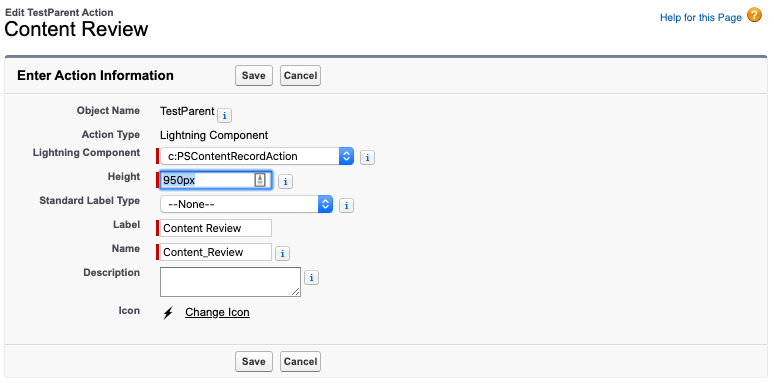 Edit TestParent Action
Content Review
Help for this Page ?
Enter Action Information
Save Cancel
Object Name TestParent i
Action Type Lightning Component
Lightning Component c:PSContentRecordAction i
Height 950px i
Standard Label Type --None-- i
Label Content Review
Name Content_Review i
Description i
Icon Change Icon
Save Cancel